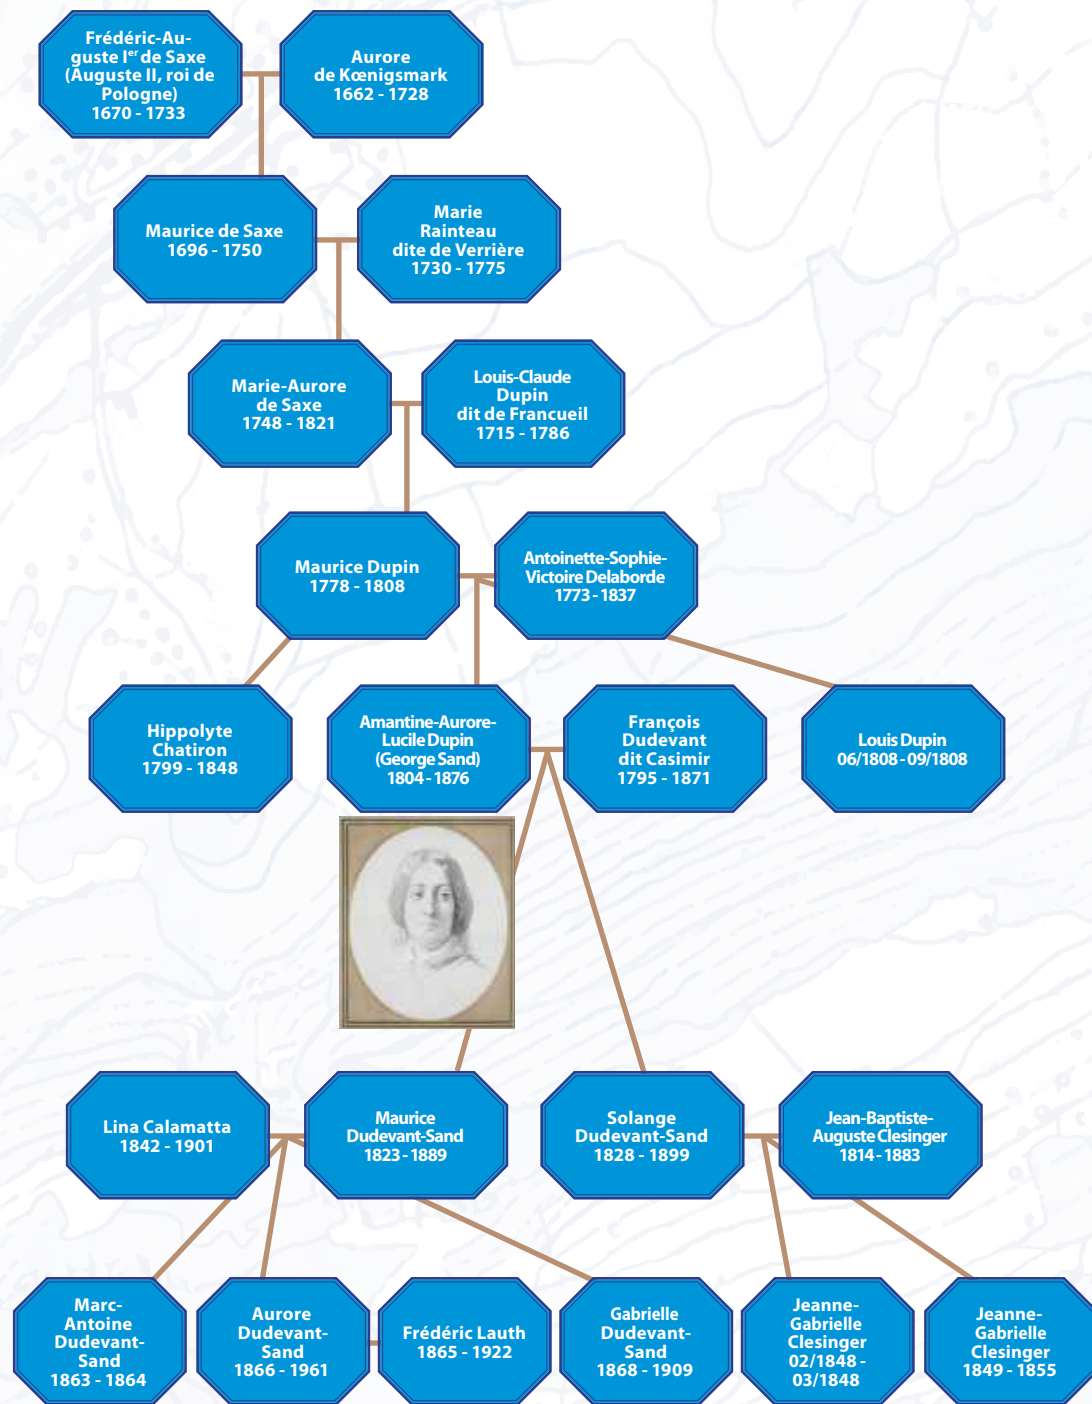 Frédéric-Au-
guste Ier de Saxe
(Auguste II, roi de
Pologne)
1670 - 1733
Aurore
de Kœnigsmark
1662 - 1728
Maurice de Saxe
1696 - 1750
Marie
Rainteau
dite de Verrière
1730 - 1775
Marie-Aurore
de Saxe
1748 - 1821
Louis-Claude
Dupin
dit de Francueil
1715 - 1786
Maurice Dupin
1778 - 1808
Antoinette-Sophie-
Victoire Delaborde
1773 - 1837
Hippolyte
Chatiron
1799 - 1848
Amantine-Aurore-
Lucile Dupin
(George Sand)
1804 - 1876
François
Dudevant
dit Casimir
1795 - 1871
Louis Dupin
06/1808 - 09/1808
Lina Calamatta
1842 - 1901
Maurice
Dudevant-Sand
1823 - 1889
Solange
Dudevant-Sand
1828 - 1899
Jean-Baptiste-
Auguste Clesinger
1814 - 1883
Marc-
Antoine
Dudevant-
Sand
1863 - 1864
Aurore
Dudevant-
Sand
1866 - 1961
Frédéric Lauth
1865 - 1922
Gabrielle
Dudevant-
Sand
1868 - 1909
Jeanne-
Gabrielle
Clesinger
02/1848 -
03/1848
Jeanne-
Gabrielle
Clesinger
1849 - 1855